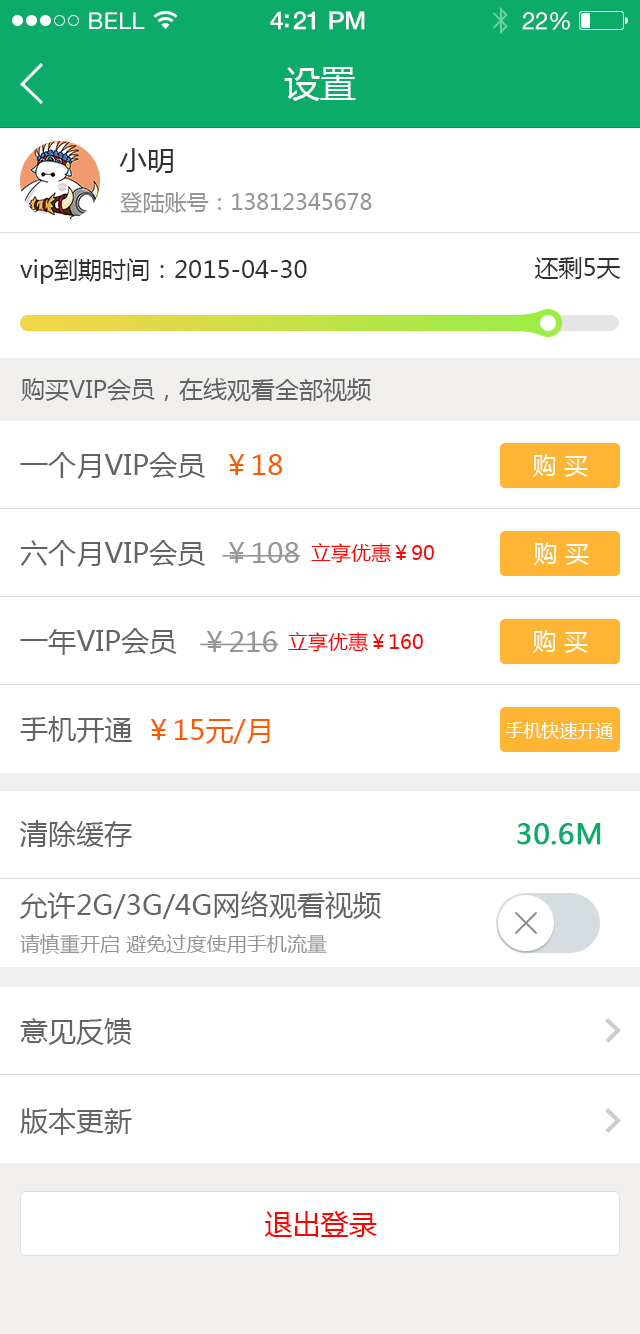 BELL 4:21 PM 22%
设置
小明
登陆账号：13812345678
vip到期时间：2015-04-30 还剩5天
购买VIP会员，在线观看全部视频
一个月VIP会员 ￥18 购买
六个月VIP会员 ￥108 立享优惠￥90 购买
一年VIP会员 ￥216 立享优惠￥160 购买
手机开通 ￥15元/月 手机快速开通
清除缓存 30.6M
允许2G/3G/4G网络观看视频
请慎重开启 避免过度使用手机流量
意见反馈
版本更新
退出登录